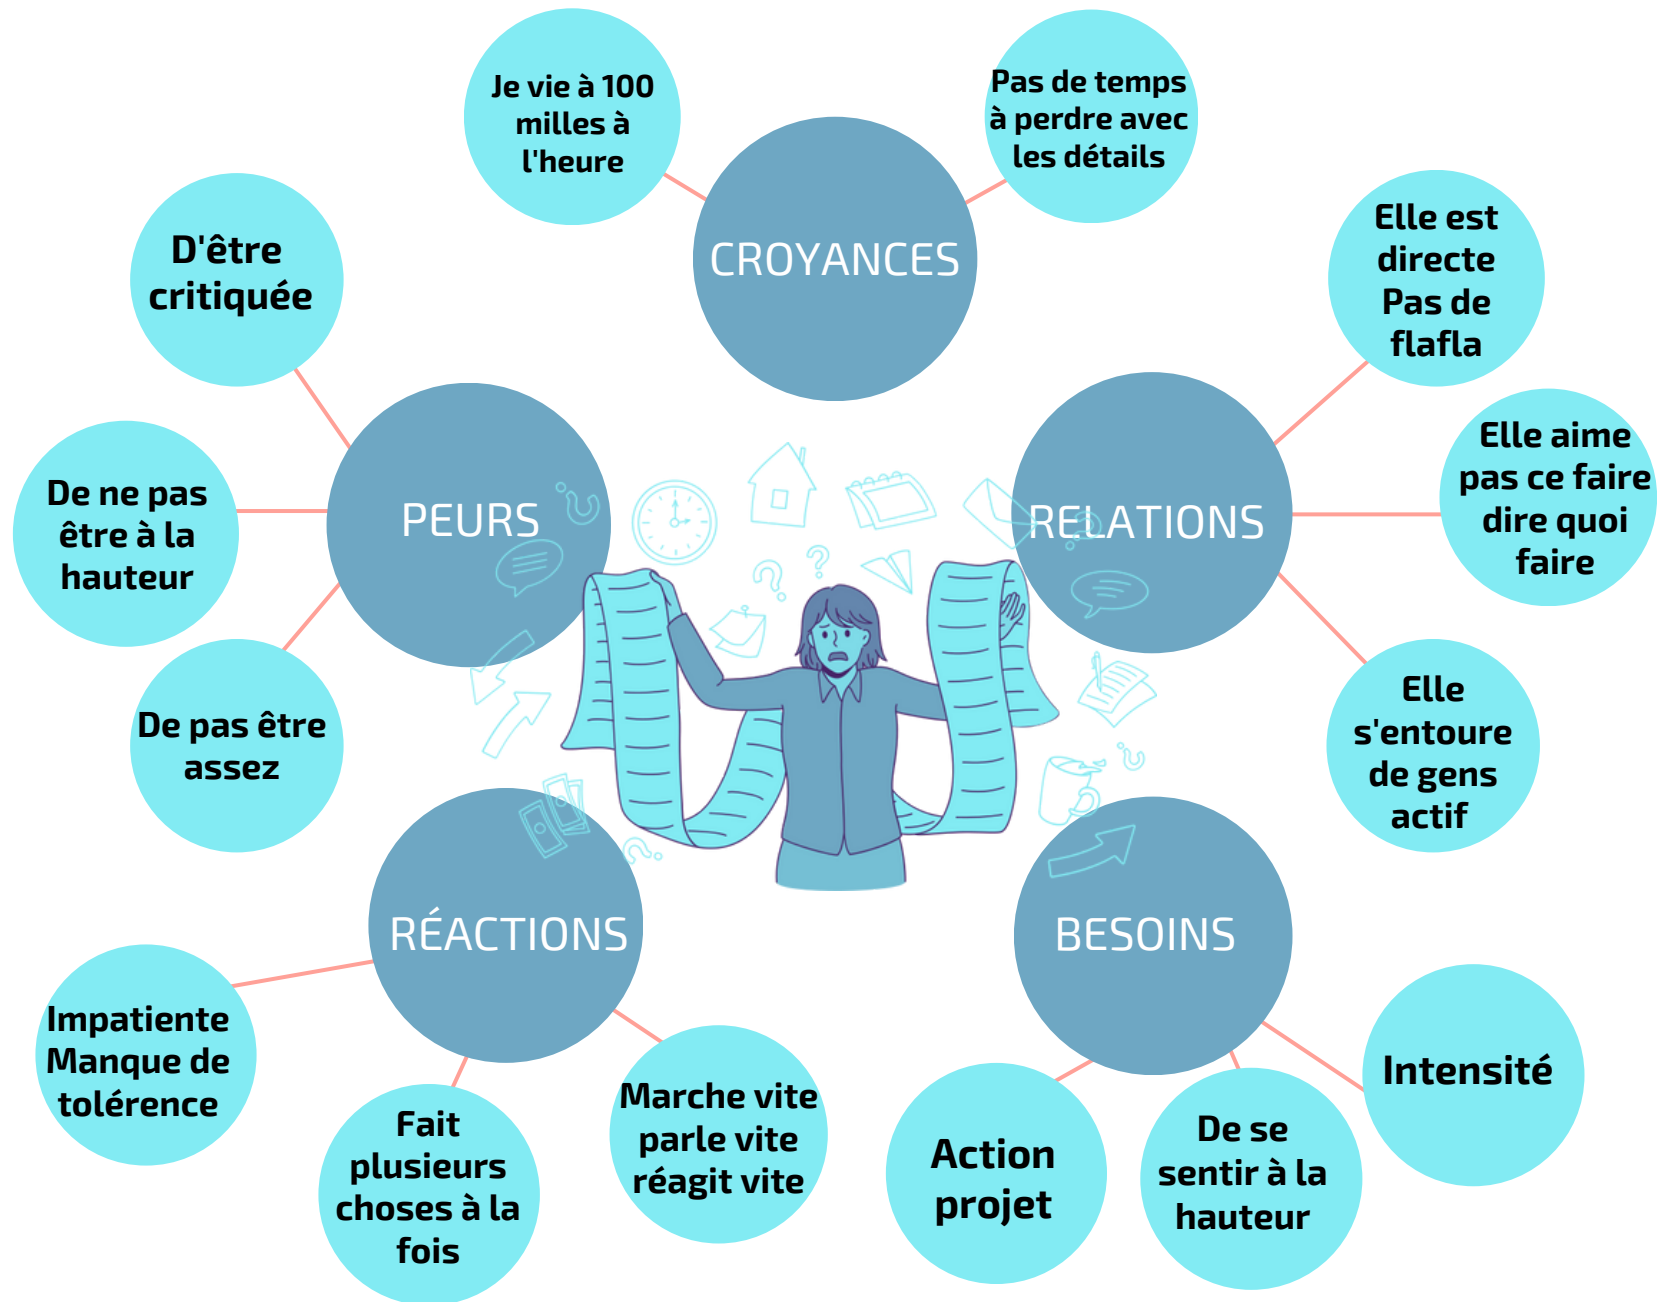 Je vie à 100
milles à
l'heure
Pas de temps
à perdre avec
les détails
CROYANCES
D'être
critiquée
De ne pas
être à la
hauteur
De pas être
assez
PEURS
Elle est
directe
Pas de
flafla
Elle aime
pas ce faire
dire quoi
faire
Elle
s'entoure
de gens
actif
RELATIONS
RÉACTIONS
Impatiente
Manque de
tolérence
Fait
plusieurs
choses à la
fois
Marche vite
parle vite
réagit vite
BESOINS
Action
projet
De se
sentir à la
hauteur
Intensité